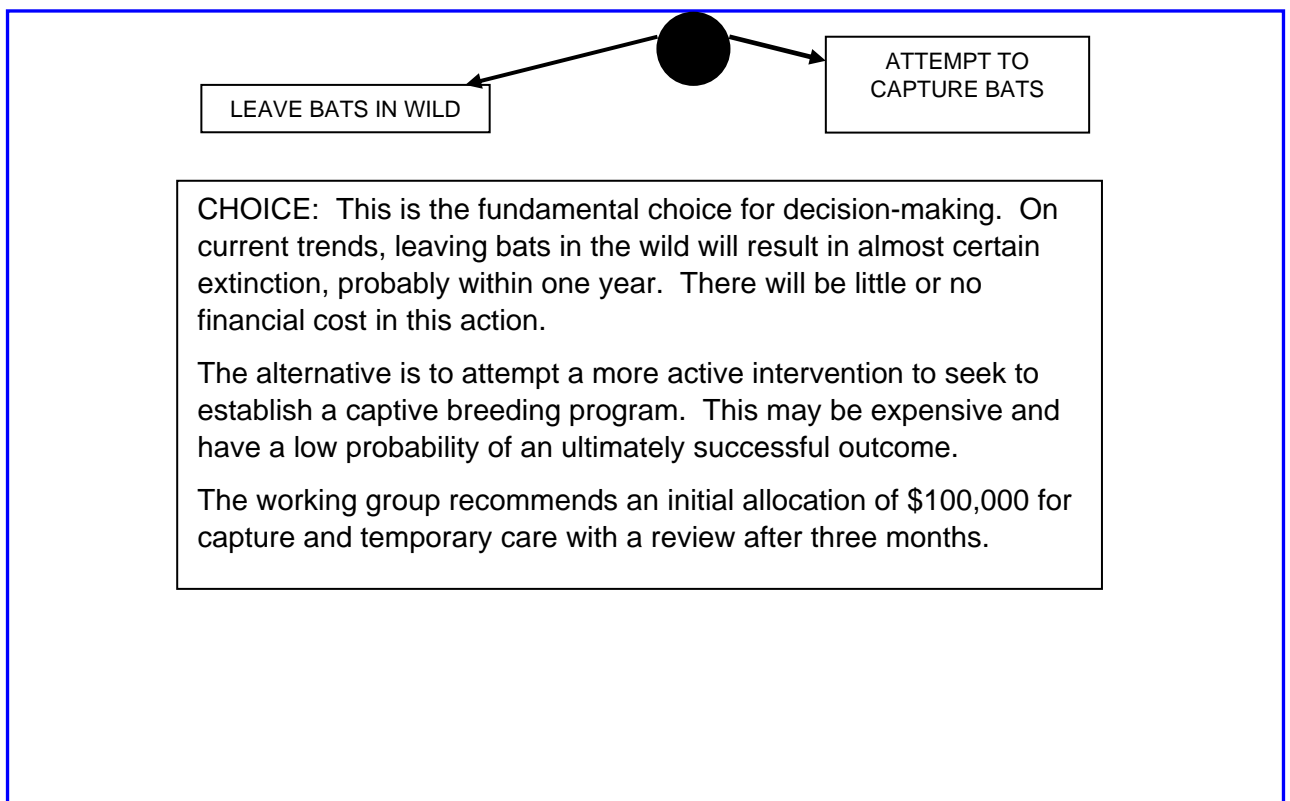 ATTEMPT TO
CAPTURE BATS
LEAVE BATS IN WILD
CHOICE:  This is the fundamental choice for decision-making.  On
current trends, leaving bats in the wild will result in almost certain
extinction, probably within one year.  There will be little or no
financial cost in this action.
The alternative is to attempt a more active intervention to seek to
establish a captive breeding program.  This may be expensive and
have a low probability of an ultimately successful outcome.
The working group recommends an initial allocation of $100,000 for
capture and temporary care with a review after three months.